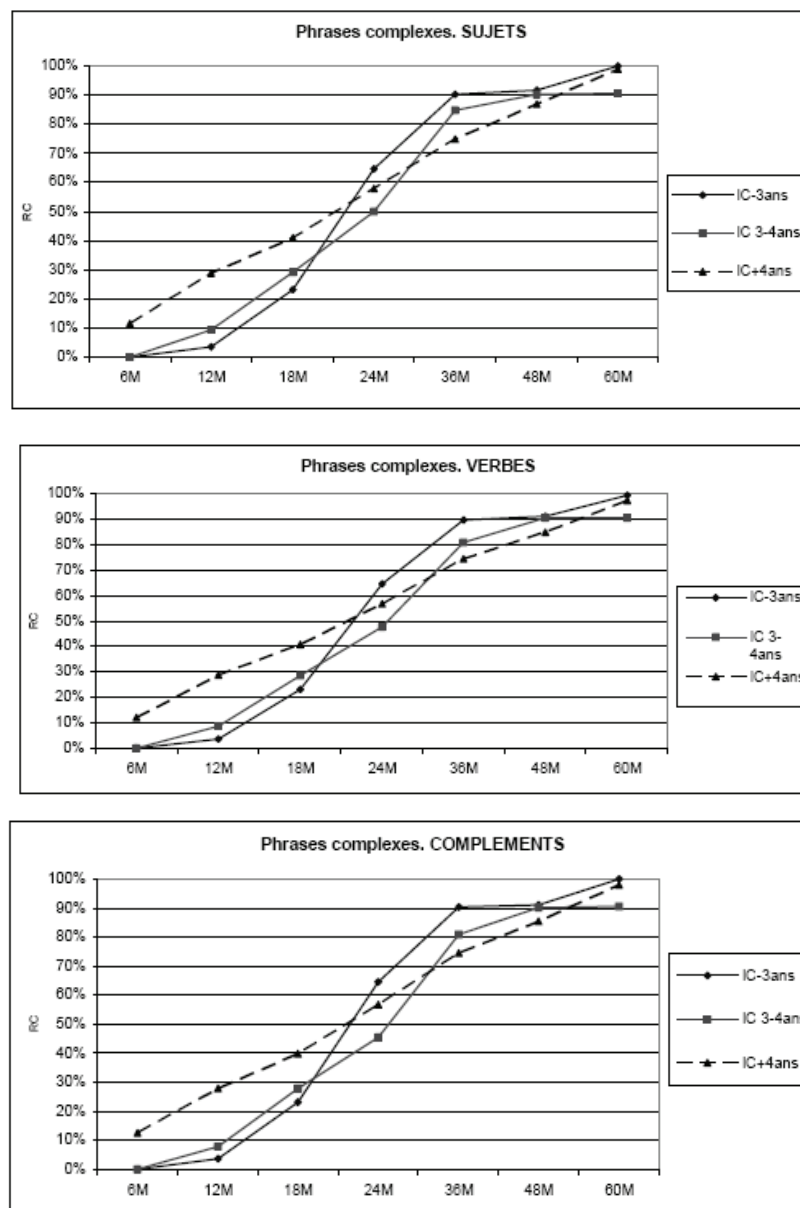 Phrases complexes. SUJETS
100%
90%
80%
70%
60%
50%
40%
30%
20%
10%
0%
RC
6M 12M 18M 24M 36M 48M 60M
IC-3ans
IC 3-4ans
IC+4ans
Phrases complexes. VERBES
100%
90%
80%
70%
60%
50%
40%
30%
20%
10%
0%
RC
6M 12M 18M 24M 36M 48M 60M
IC-3ans
IC 3-
4ans
IC+4ans
Phrases complexes. COMPLEMENTS
100%
90%
80%
70%
60%
50%
40%
30%
20%
10%
0%
RC
6M 12M 18M 24M 36M 48M 60M
IC-3ans
IC 3-4ans
IC+4ans